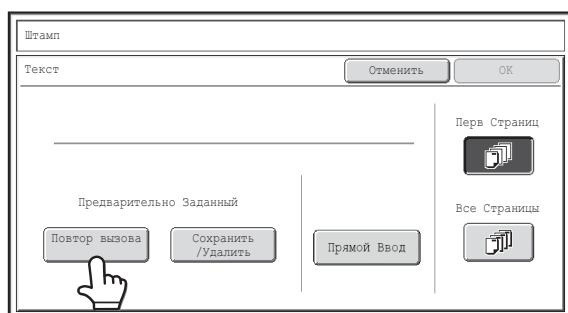 Штамп
Текст
Отменить
OK
Перв Страниц
Предварительно Заданный
Все Страницы
Повтор вызова
Сохранить
/Удалить
Прямой Ввод